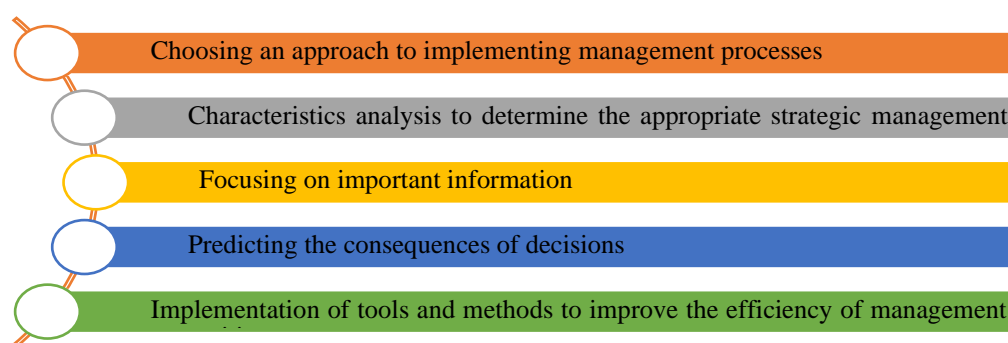 Choosing an approach to implementing management processes
Characteristics analysis to determine the appropriate strategic management
Focusing on important information
Predicting the consequences of decisions
Implementation of tools and methods to improve the efficiency of management